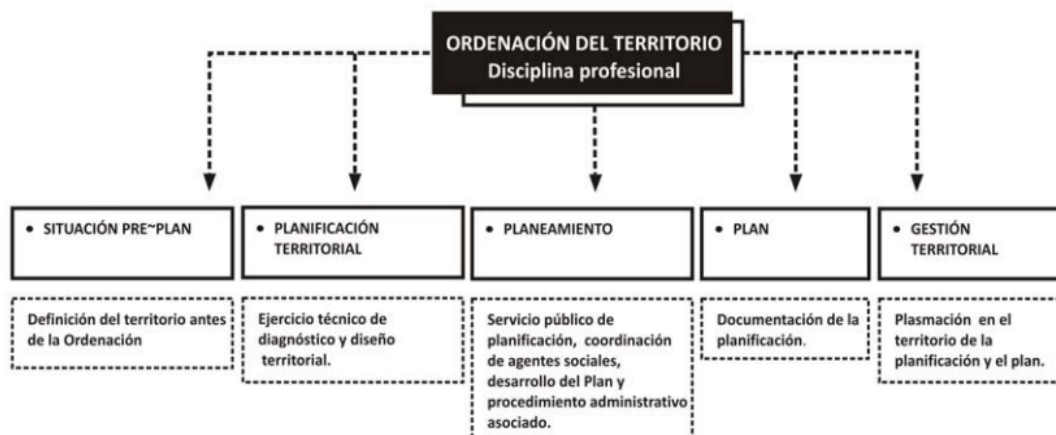 ORDENACIÓN DEL TERRITORIO
Disciplina profesional
• SITUACIÓN PRE~PLAN
• PLANIFICACIÓN
TERRITORIAL
• PLANEAMIENTO
• PLAN
• GESTIÓN
TERRITORIAL
Definición del territorio antes
de la Ordenación
Ejercicio técnico de
diagnóstico y diseño
territorial.
Servicio público de
planificación, coordinación
de agentes sociales,
desarrollo del Plan y
procedimiento administrativo
asociado.
Documentación de la
planificación.
Plasmación en el
territorio de la
planificación y el plan.